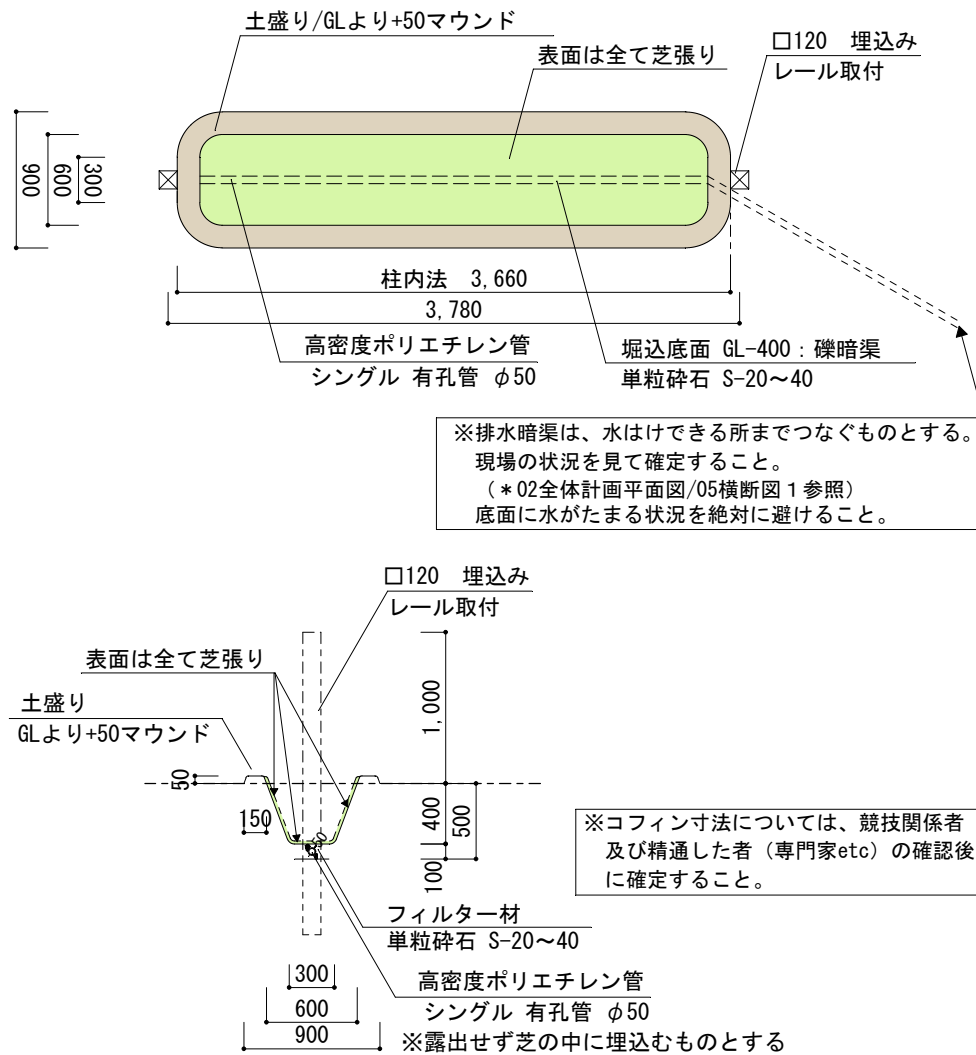 土盛り/GLより+50マウンド
表面は全て芝張り
□120 埋込み
レール取付
900
600
300
柱内法 3,660
3,780
高密度ポリエチレン管
シングル 有孔管 φ50
堀込底面 GL-400：礫暗渠
単粒砕石 S-20～40
※排水暗渠は、水はけできる所までつなぐものとする。
現場の状況を見て確定すること。
（＊02全体計画平面図/05横断図１参照）
底面に水がたまる状況を絶対に避けること。
□120 埋込み
レール取付
表面は全て芝張り
土盛り
GLより+50マウンド
1,000
50
150
400
500
100
※コフィン寸法については、競技関係者
及び精通した者（専門家etc）の確認後
に確定すること。
フィルター材
単粒砕石 S-20～40
300
高密度ポリエチレン管
シングル 有孔管 φ50
600
900
※露出せず芝の中に埋込むものとする